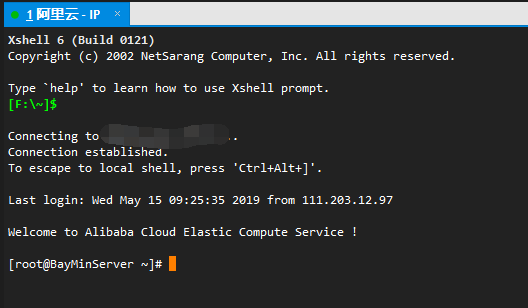 1 阿里云 - IP ×
Xshell 6 (Build 0121)
Copyright (c) 2002 NetSarang Computer, Inc. All rights reserved.
Type `help' to learn how to use Xshell prompt.
[F:\~]$
Connecting to ..
Connection established.
To escape to local shell, press 'Ctrl+Alt+]'.
Last login: Wed May 15 09:25:35 2019 from 111.203.12.97
Welcome to Alibaba Cloud Elastic Compute Service !
[root@BayMinServer ~]#